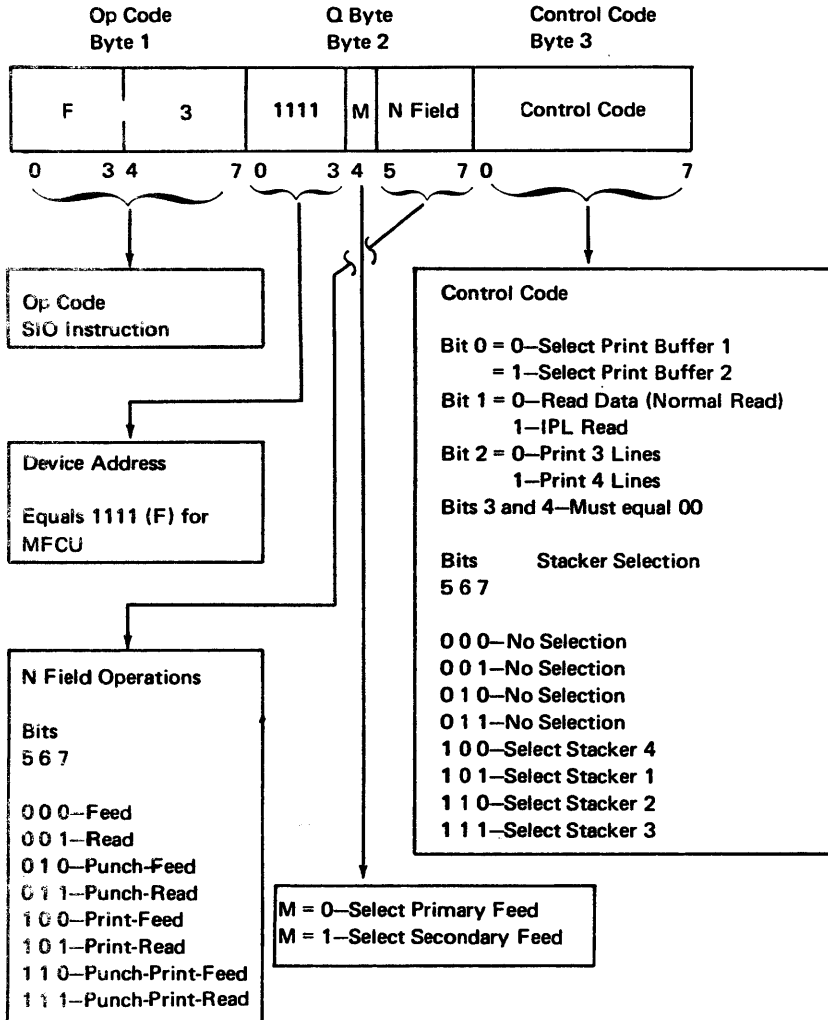 Op Code Q Byte Control Code
Byte 1 Byte 2 Byte 3
F 3 1111 M N Field Control Code
0 3 4 7 0 3 4 5 7 0 7
Op Code
SIO Instruction
Device Address
Equals 1111 (F) for
MFCU
N Field Operations
Bits
5 6 7
0 0 0—Feed
0 0 1—Read
0 1 0—Punch-Feed
0 1 1—Punch-Read
1 0 0—Print-Feed
1 0 1—Print-Read
1 1 0—Punch-Print-Feed
1 1 1—Punch-Print-Read
M = 0—Select Primary Feed
M = 1—Select Secondary Feed
Control Code
Bit 0 = 0—Select Print Buffer 1
= 1—Select Print Buffer 2
Bit 1 = 0—Read Data (Normal Read)
1—IPL Read
Bit 2 = 0—Print 3 Lines
1—Print 4 Lines
Bits 3 and 4—Must equal 00
Bits Stacker Selection
5 6 7
0 0 0—No Selection
0 0 1—No Selection
0 1 0—No Selection
0 1 1—No Selection
1 0 0—Select Stacker 4
1 0 1—Select Stacker 1
1 1 0—Select Stacker 2
1 1 1—Select Stacker 3